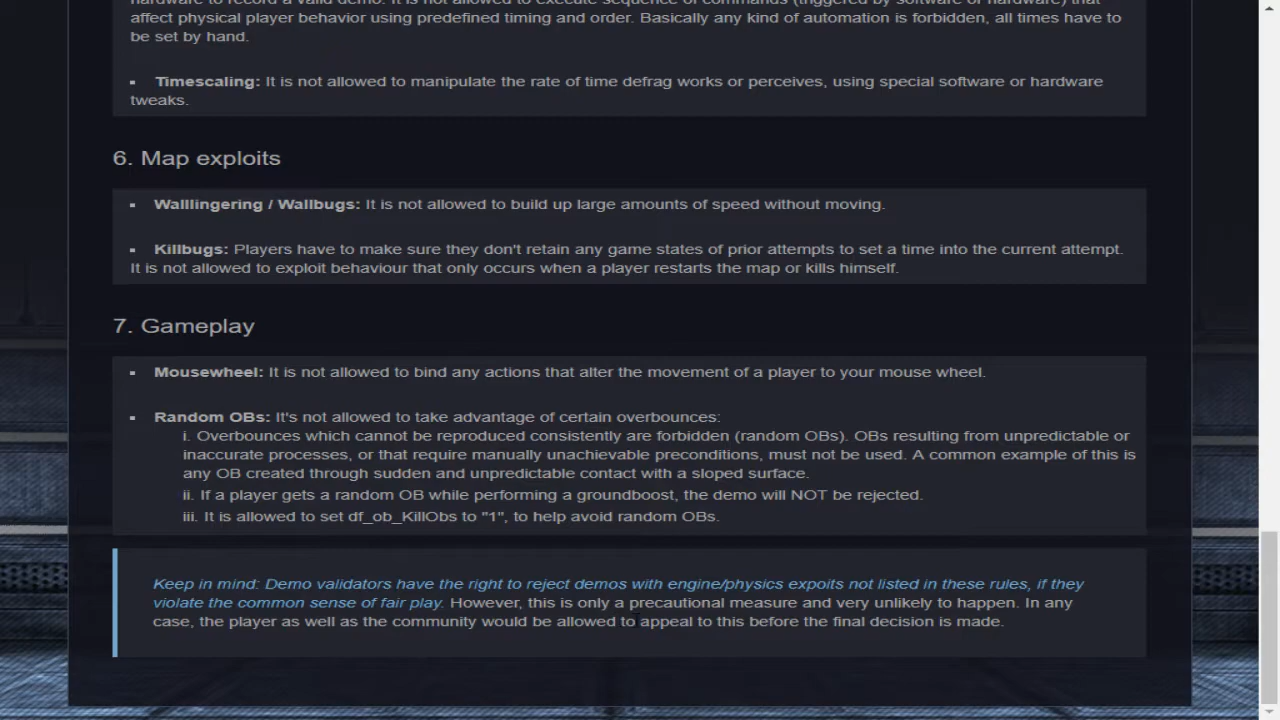 hardware to record a valid demo. It is not allowed to execute sequence of commands (triggered by software or hardware) that
affect physical player behavior using predefined timing and order. Basically any kind of automation is forbidden, all times have to
be set by hand.
▪ Timescaling: It is not allowed to manipulate the rate of time defrag works or perceives, using special software or hardware
tweaks.
6. Map exploits
▪ Walllingering / Wallbugs: It is not allowed to build up large amounts of speed without moving.
▪ Killbugs: Players have to make sure they don't retain any game states of prior attempts to set a time into the current attempt.
It is not allowed to exploit behaviour that only occurs when a player restarts the map or kills himself.
7. Gameplay
▪ Mousewheel: It is not allowed to bind any actions that alter the movement of a player to your mouse wheel.
▪ Random OBs: It's not allowed to take advantage of certain overbounces:
i. Overbounces which cannot be reproduced consistently are forbidden (random OBs). OBs resulting from unpredictable or
inaccurate processes, or that require manually unachievable preconditions, must not be used. A common example of this is
any OB created through sudden and unpredictable contact with a sloped surface.
ii. If a player gets a random OB while performing a groundboost, the demo will NOT be rejected.
iii. It is allowed to set df_ob_KillObs to "1", to help avoid random OBs.
Keep in mind: Demo validators have the right to reject demos with engine/physics expoits not listed in these rules, if they
violate the common sense of fair play. However, this is only a precautional measure and very unlikely to happen. In any
case, the player as well as the community would be allowed to appeal to this before the final decision is made.